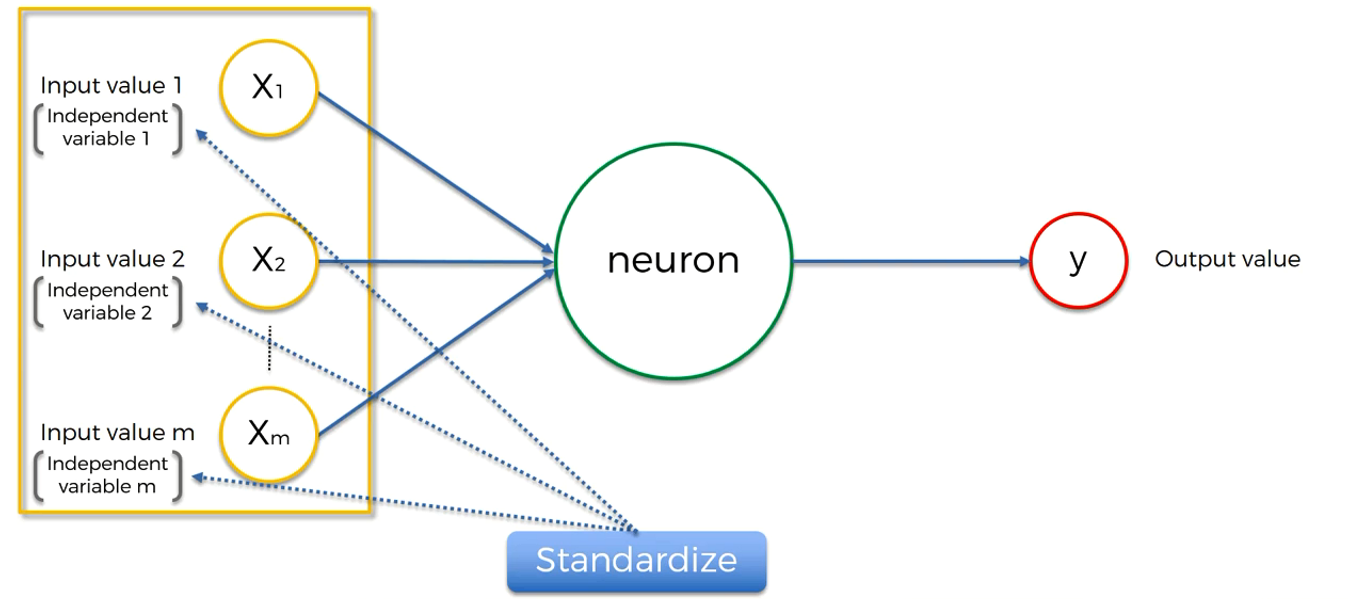 Input value 1
Independent
variable 1
X1
Input value 2
Independent
variable 2
X2
Input value m
Independent
variable m
Xm
neuron
y
Output value
Standardize